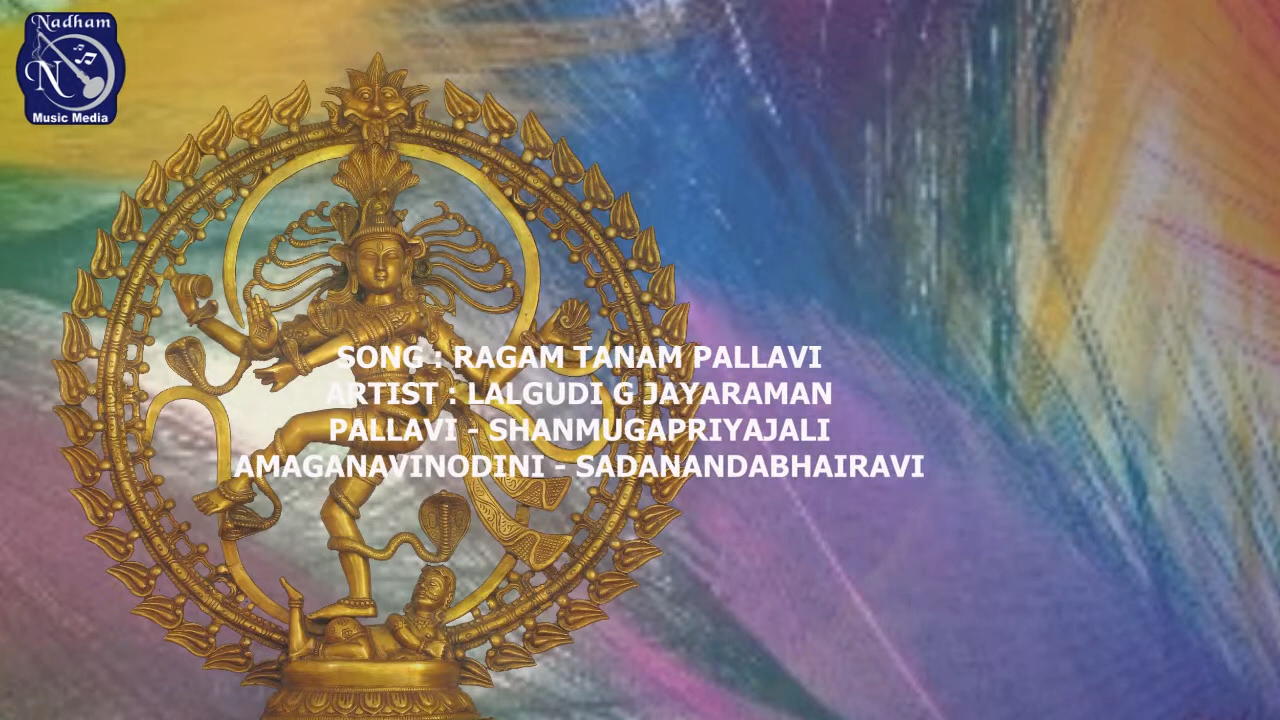 Nadham
N
Music Media
SONG : RAGAM TANAM PALLAVI
ARTIST : LALGUDI G JAYARAMAN
PALLAVI - SHANMUGAPRIYAJALI
AMAGANAVINODINI - SADANANDABHAIRAVI